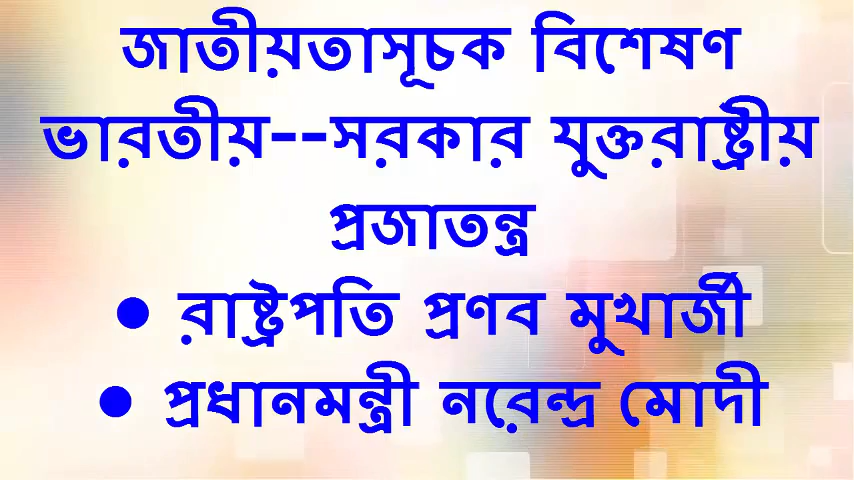 জাতীয়তাসূচক বিশেষণ
ভারতীয়--সরকার যুক্তরাষ্ট্রীয়
প্রজাতন্ত্র
● রাষ্ট্রপতি প্রণব মুখার্জী
● প্রধানমন্ত্রী নরেন্দ্র মোদী